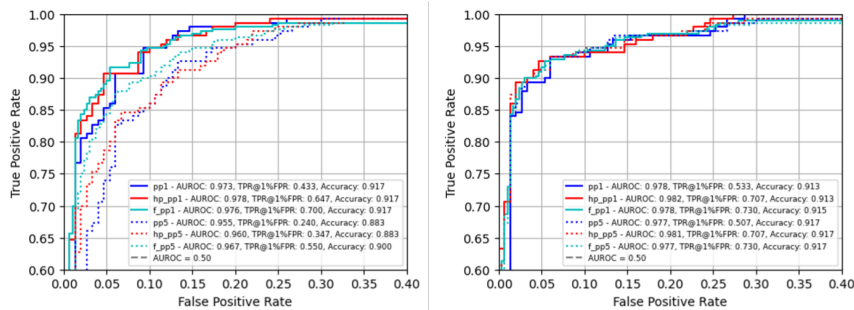 1.00
0.95
0.90
0.85
0.80
0.75
0.70
0.65
0.60
True Positive Rate
pp1 - AUROC: 0.973, TPR@1%FPR: 0.433, Accuracy: 0.917
hp_pp1 - AUROC: 0.978, TPR@1%FPR: 0.647, Accuracy: 0.917
f_pp1 - AUROC: 0.976, TPR@1%FPR: 0.700, Accuracy: 0.917
pp5 - AUROC: 0.955, TPR@1%FPR: 0.240, Accuracy: 0.883
hp_pp5 - AUROC: 0.960, TPR@1%FPR: 0.347, Accuracy: 0.883
f_pp5 - AUROC: 0.967, TPR@1%FPR: 0.550, Accuracy: 0.900
AUROC = 0.50
0.00 0.05 0.10 0.15 0.20 0.25 0.30 0.35 0.40
False Positive Rate
1.00
0.95
0.90
0.85
0.80
0.75
0.70
0.65
0.60
True Positive Rate
pp1 - AUROC: 0.978, TPR@1%FPR: 0.533, Accuracy: 0.913
hp_pp1 - AUROC: 0.982, TPR@1%FPR: 0.707, Accuracy: 0.913
f_pp1 - AUROC: 0.978, TPR@1%FPR: 0.730, Accuracy: 0.915
pp5 - AUROC: 0.977, TPR@1%FPR: 0.507, Accuracy: 0.917
hp_pp5 - AUROC: 0.981, TPR@1%FPR: 0.707, Accuracy: 0.917
f_pp5 - AUROC: 0.977, TPR@1%FPR: 0.730, Accuracy: 0.917
AUROC = 0.50
0.00 0.05 0.10 0.15 0.20 0.25 0.30 0.35 0.40
False Positive Rate